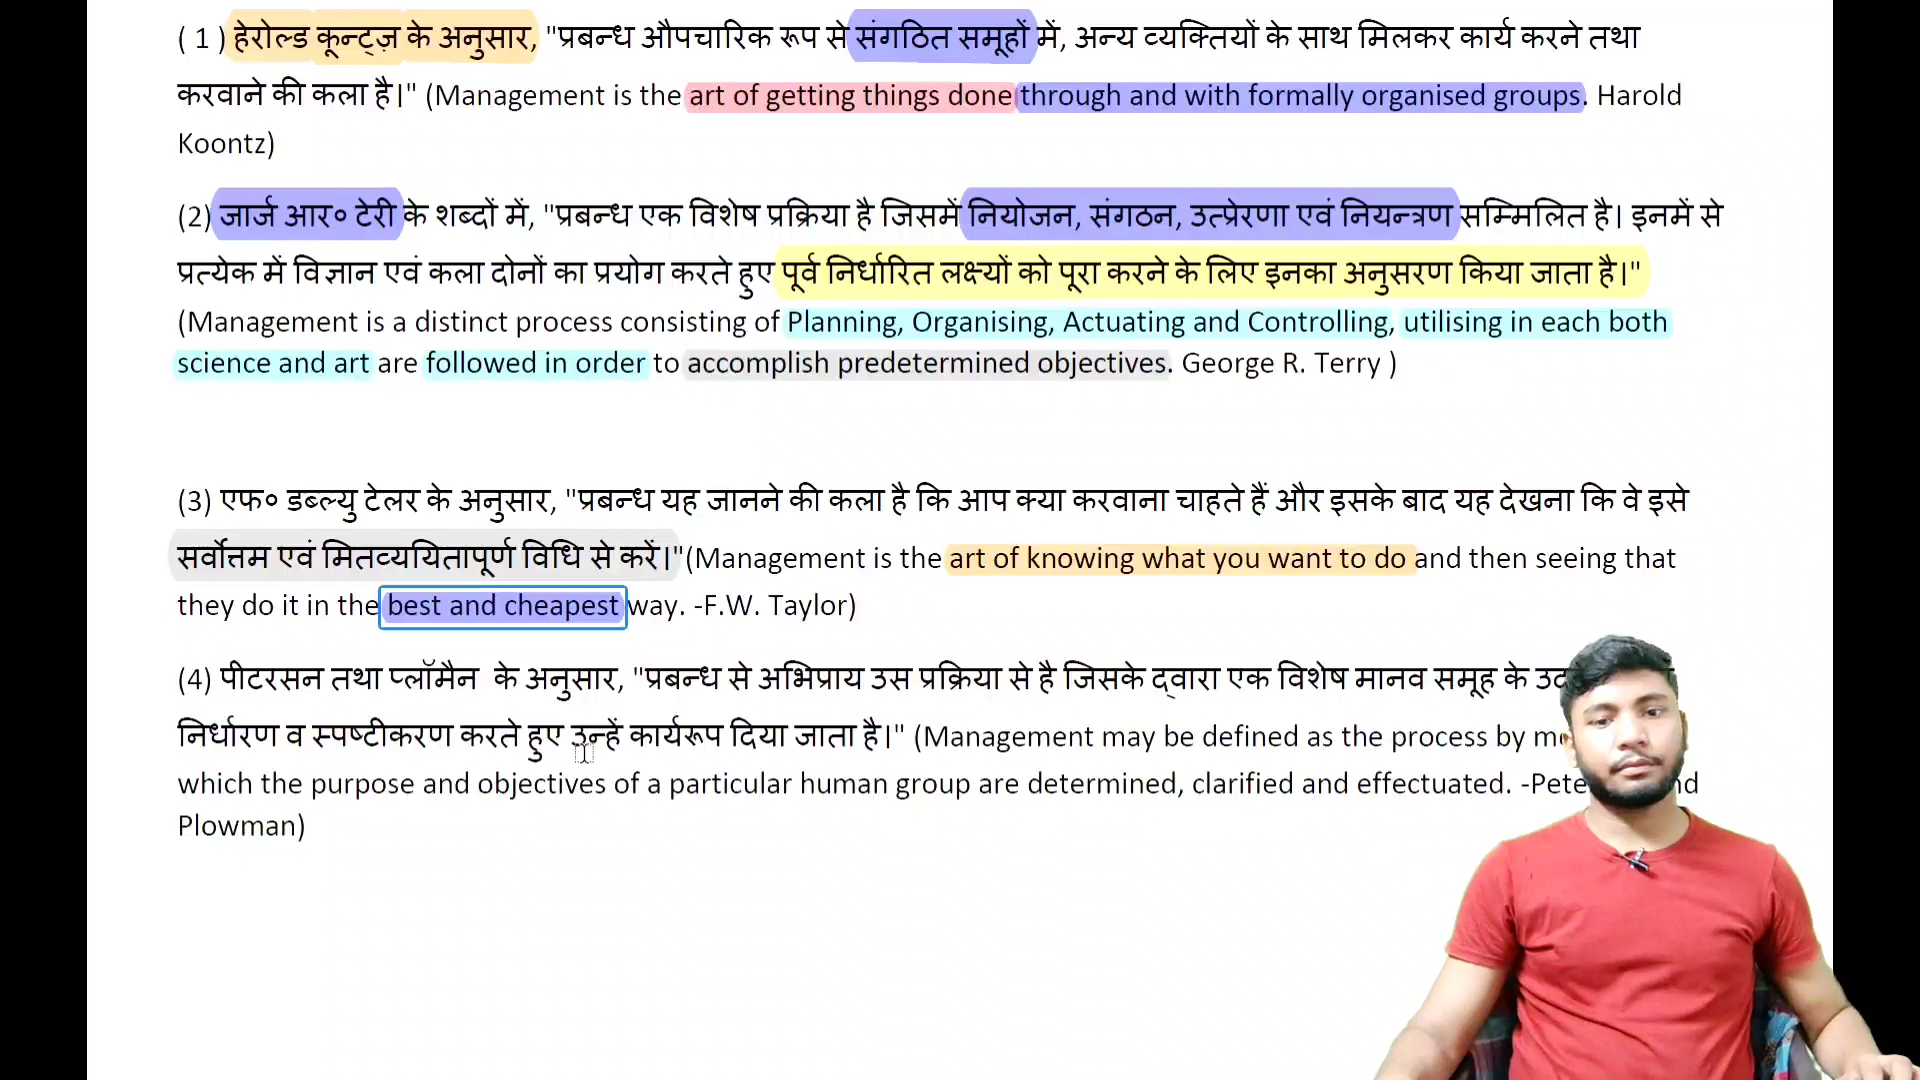 ( 1 ) हेरोल्ड कून्ट्ज़ के अनुसार, "प्रबन्ध औपचारिक रूप से संगठित समूहों में, अन्य व्यक्तियों के साथ मिलकर कार्य करने तथा
करवाने की कला है।" (Management is the art of getting things done through and with formally organised groups. Harold
Koontz)
(2) जार्ज आर० टेरी के शब्दों में, "प्रबन्ध एक विशेष प्रक्रिया है जिसमें नियोजन, संगठन, उत्प्रेरणा एवं नियन्त्रण सम्मिलित है। इनमें से
प्रत्येक में विज्ञान एवं कला दोनों का प्रयोग करते हुए पूर्व निर्धारित लक्ष्यों को पूरा करने के लिए इनका अनुसरण किया जाता है।"
(Management is a distinct process consisting of Planning, Organising, Actuating and Controlling, utilising in each both
science and art are followed in order to accomplish predetermined objectives. George R. Terry )
(3) एफ० डब्ल्यु टेलर के अनुसार, "प्रबन्ध यह जानने की कला है कि आप क्या करवाना चाहते हैं और इसके बाद यह देखना कि वे इसे
सर्वोत्तम एवं मितव्ययितापूर्ण विधि से करें।"(Management is the art of knowing what you want to do and then seeing that
they do it in the best and cheapest way. -F.W. Taylor)
(4) पीटरसन तथा प्लॉमैन के अनुसार, "प्रबन्ध से अभिप्राय उस प्रक्रिया से है जिसके द्वारा एक विशेष मानव समूह के
निर्धारण व स्पष्टीकरण करते हुए उन्हें कार्यरूप दिया जाता है।" (Management may be defined as the process by
which the purpose and objectives of a particular human group are determined, clarified and effectuated.
Plowman)